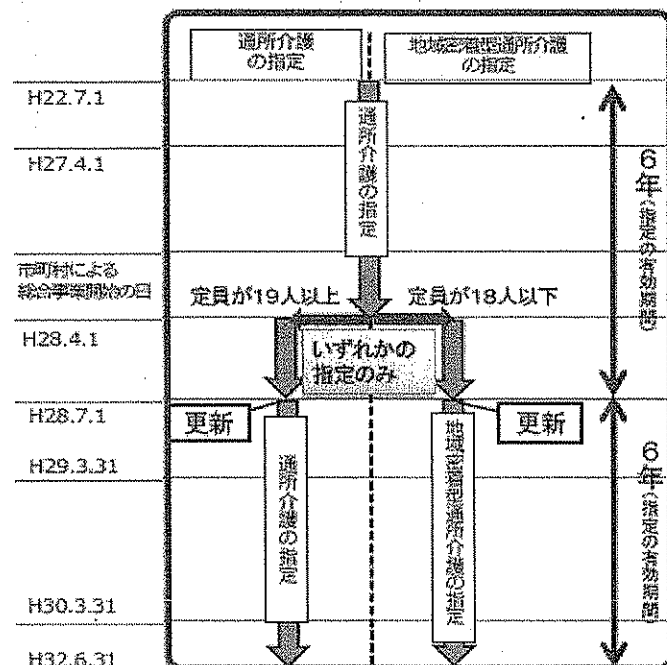 通所介護
の指定
地域密着型通所介護
の指定
H22.7.1
通所介護の指定
H27.4.1
6年(指定の有効期間)
市町村による
総合事業開始の日
定員が19人以上
定員が18人以下
H28.4.1
いずれかの
指定のみ
H28.7.1
更新
更新
H29.3.31
通所介護の指定
地域密着型通所介護の指定
6年(指定の有効期間)
H30.3.31
H32.6.31